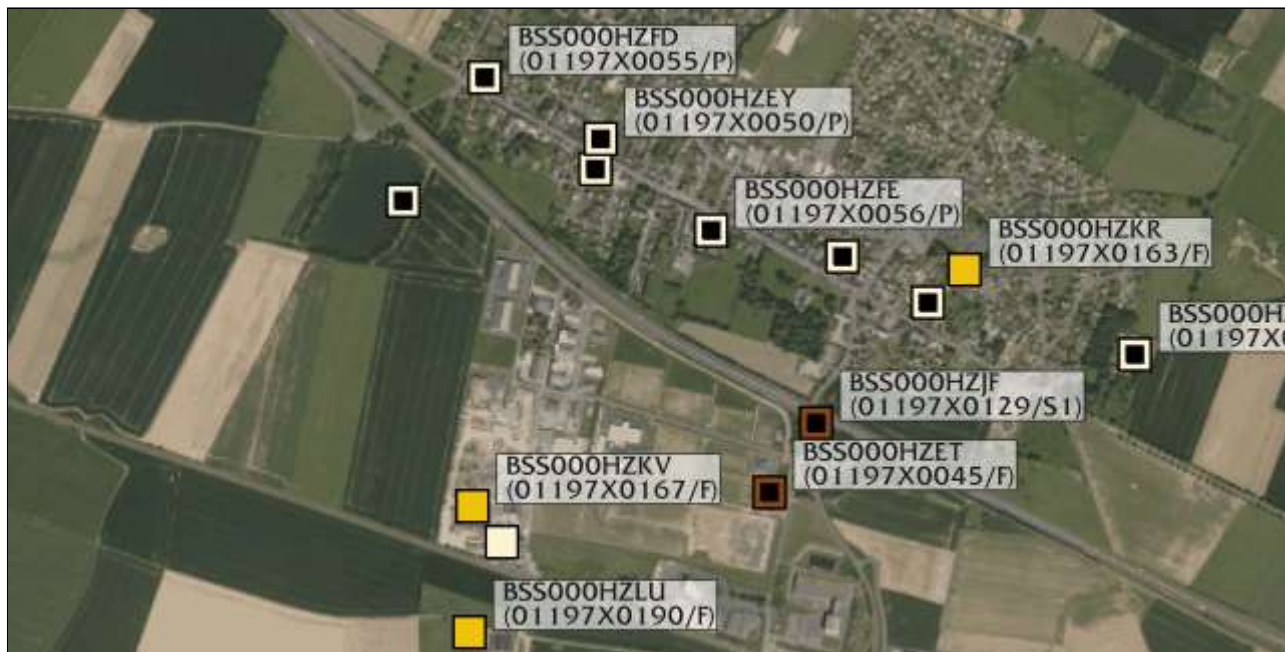 BSS000HZFD
(01197X0055/P)
BSS000HZEY
(01197X0050/P)
BSS000HZFE
(01197X0056/P)
BSS000HZKR
(01197X0163/F)
BSS000HZJF
(01197X0129/S1)
BSS000HZET
(01197X0045/F)
BSS000HZKV
(01197X0167/F)
BSS000HZLU
(01197X0190/F)